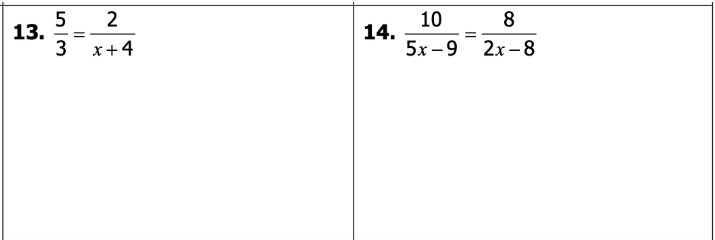 13. 5/3 = 2/(x+4)
14. 10/(5x−9) = 8/(2x−8)